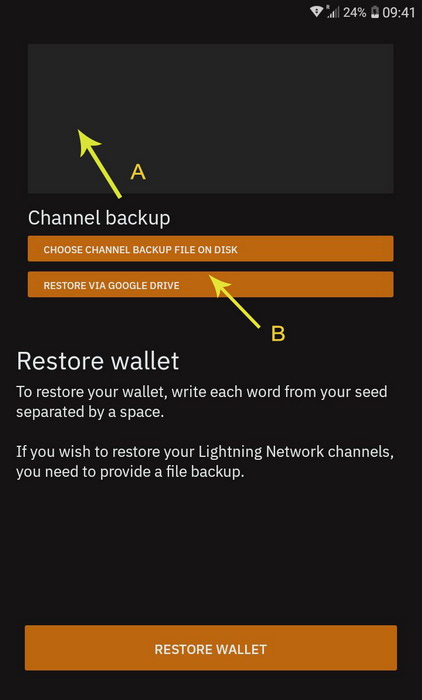 R 24% 09:41
A
Channel backup
CHOOSE CHANNEL BACKUP FILE ON DISK
RESTORE VIA GOOGLE DRIVE
B
Restore wallet
To restore your wallet, write each word from your seed
separated by a space.
If you wish to restore your Lightning Network channels,
you need to provide a file backup.
RESTORE WALLET